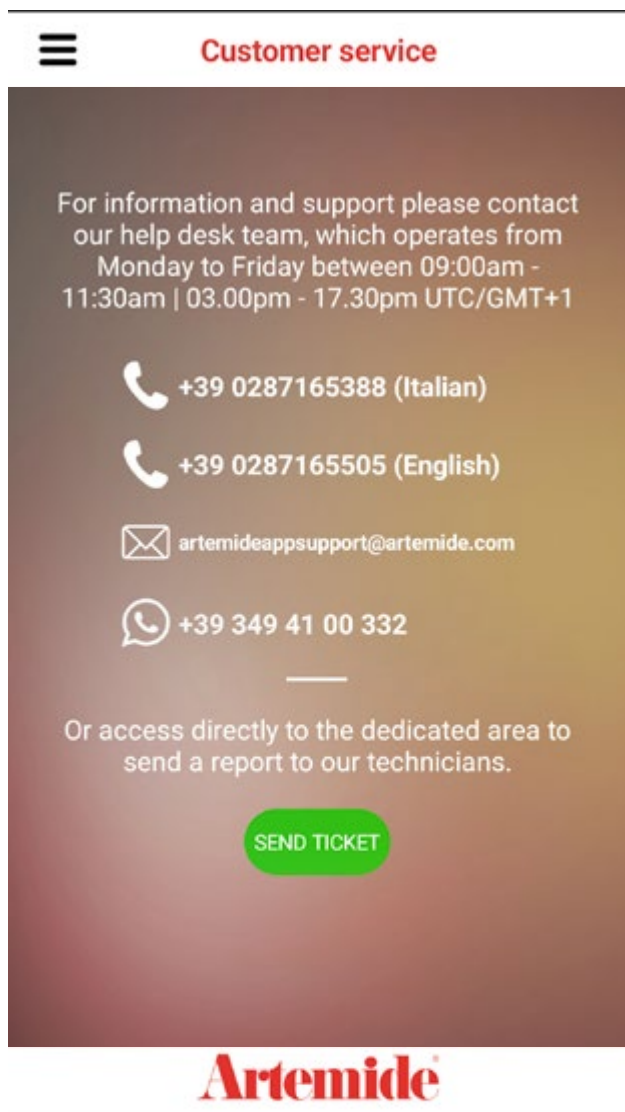 Customer service
For information and support please contact
our help desk team, which operates from
Monday to Friday between 09:00am -
11:30am | 03.00pm - 17.30pm UTC/GMT+1
+39 0287165388 (Italian)
+39 0287165505 (English)
artemideappsupport@artemide.com
+39 349 41 00 332
Or access directly to the dedicated area to
send a report to our technicians.
SEND TICKET
Artemide